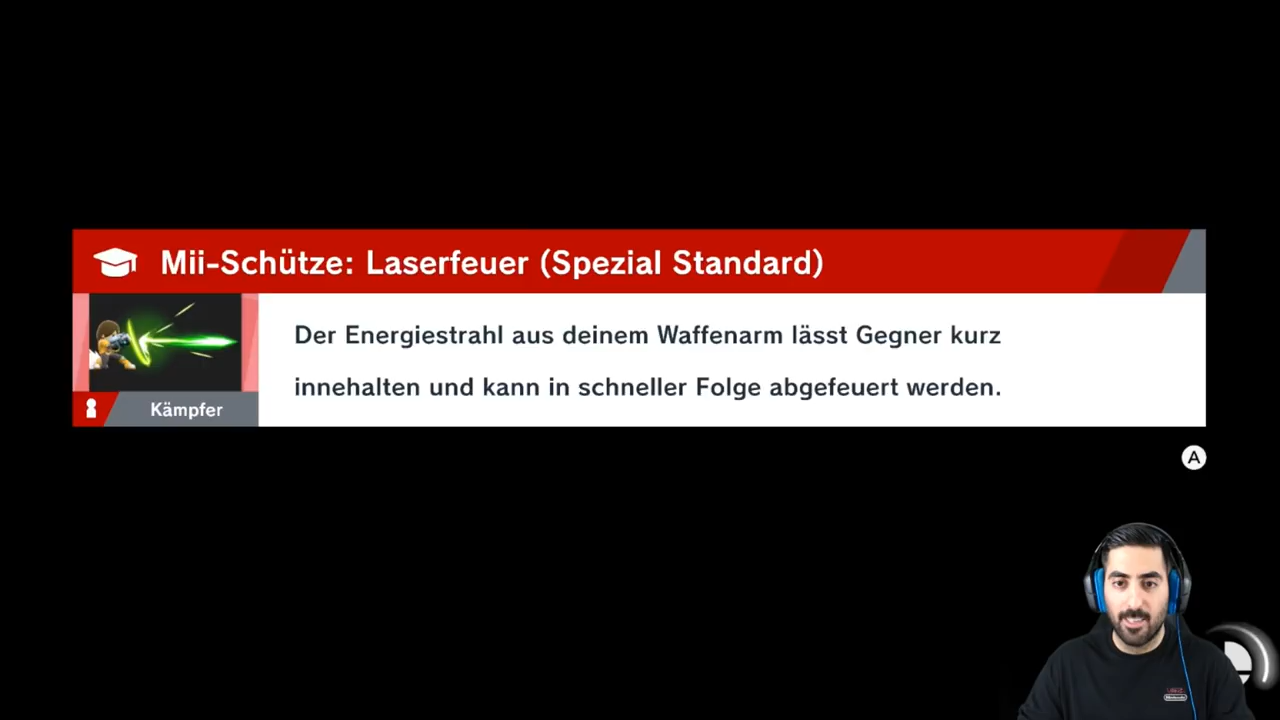 Mii-Schütze: Laserfeuer (Spezial Standard)
Der Energiestrahl aus deinem Waffenarm lässt Gegner kurz
innehalten und kann in schneller Folge abgefeuert werden.
Kämpfer
A
Nintendo